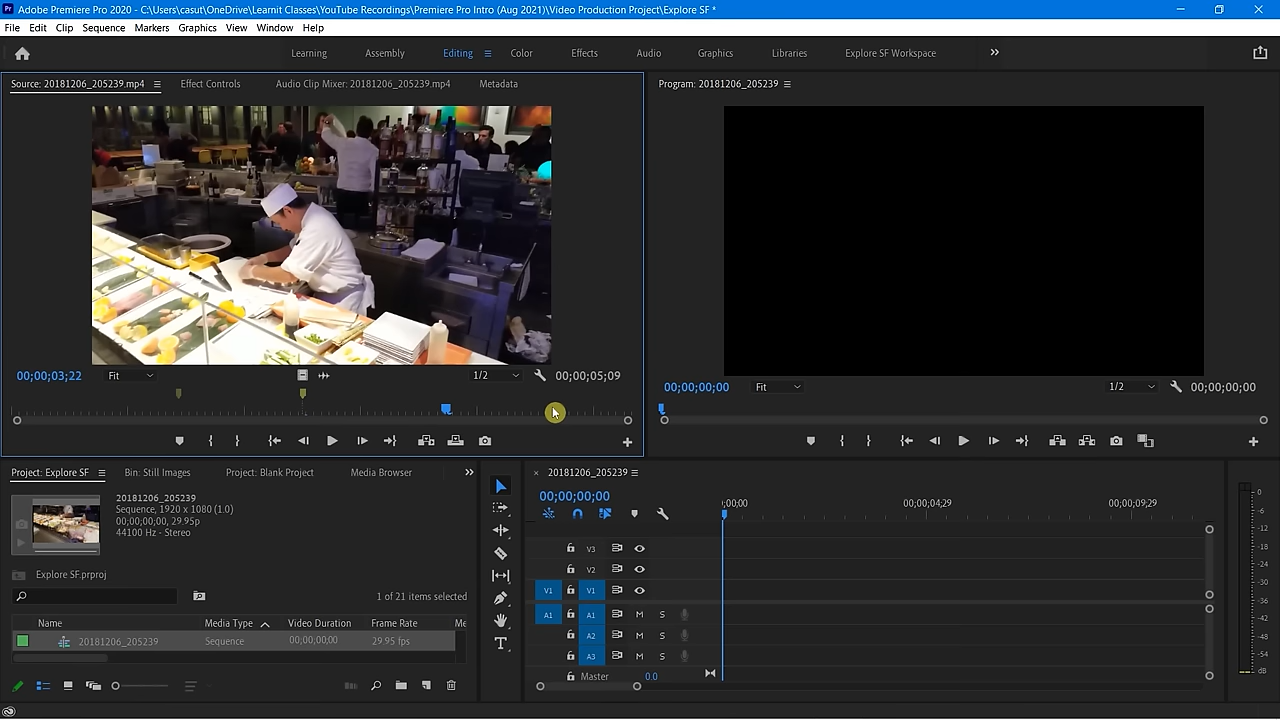 Adobe Premiere Pro 2020 - C:\Users\casut\OneDrive\Learnit Classes\YouTube Recordings\Premiere Pro Intro (Aug 2021)\Video Production Project\Explore SF *
File Edit Clip Sequence Markers Graphics View Window Help
Learning Assembly Editing Color Effects Audio Graphics Libraries Explore SF Workspace
Source: 20181206_205239.mp4 Effect Controls Audio Clip Mixer: 20181206_205239.mp4 Metadata
Program: 20181206_205239
00;00;03;22 Fit 1/2 00;00;05;09
00;00;00;00 Fit 1/2 00;00;00;00
Project: Explore SF Bin: Still Images Project: Blank Project Media Browser
20181206_205239
Sequence, 1920 x 1080 (1.0)
00;00;00;00, 29.95p
44100 Hz - Stereo
Explore SF.prproj
1 of 21 items selected
Name Media Type Video Duration Frame Rate Me
20181206_205239 Sequence 00;00;00;00 29.95 fps
20181206_205239
00;00;00;00
;00;00 00;00;04;29 00;00;09;29
V3
V2
V1 V1
A1 A1 M S
A2 M S
A3 M S
Master 0.0
0
-6
-12
-18
-24
-30
-36
-42
-48
-54
dB